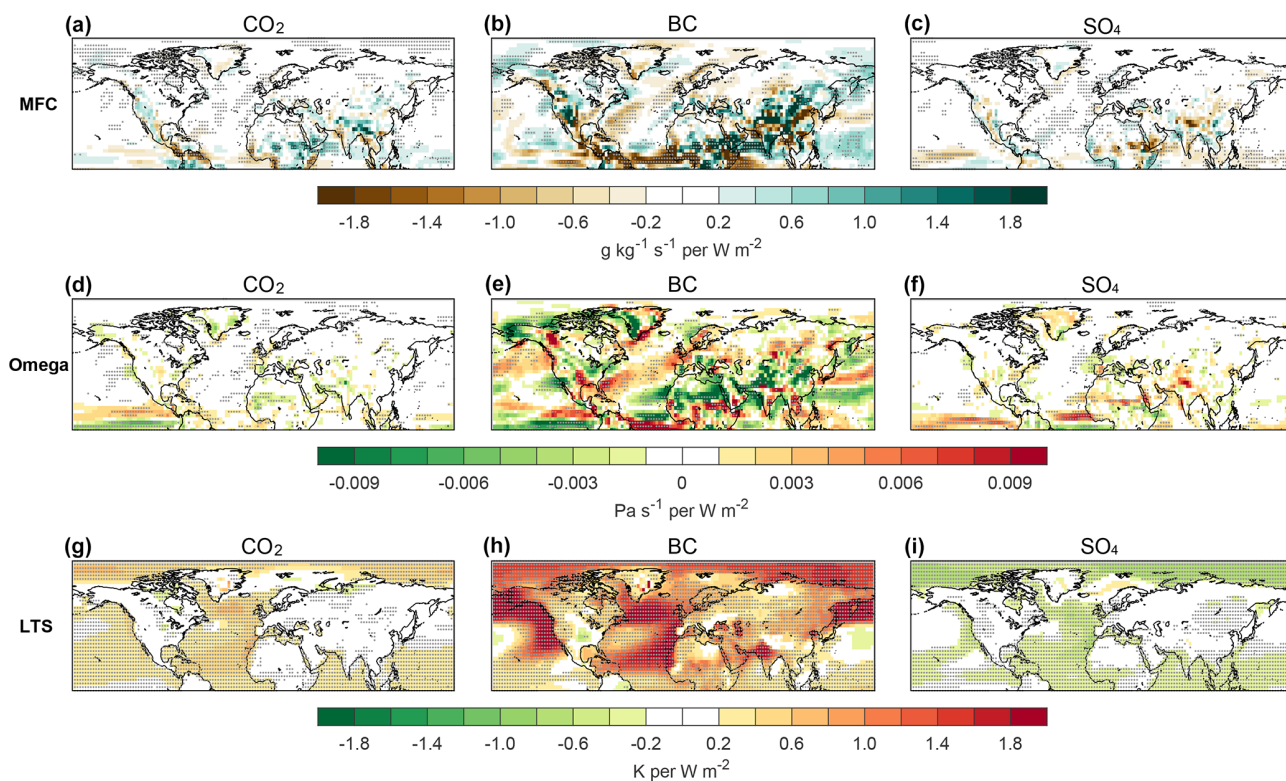 (a) CO₂ (b) BC (c) SO₄
MFC
-1.8 -1.4 -1.0 -0.6 -0.2 0.2 0.6 1.0 1.4 1.8
g kg⁻¹ s⁻¹ per W m⁻²
(d) CO₂ (e) BC (f) SO₄
Omega
-0.009 -0.006 -0.003 0 0.003 0.006 0.009
Pa s⁻¹ per W m⁻²
(g) CO₂ (h) BC (i) SO₄
LTS
-1.8 -1.4 -1.0 -0.6 -0.2 0.2 0.6 1.0 1.4 1.8
K per W m⁻²